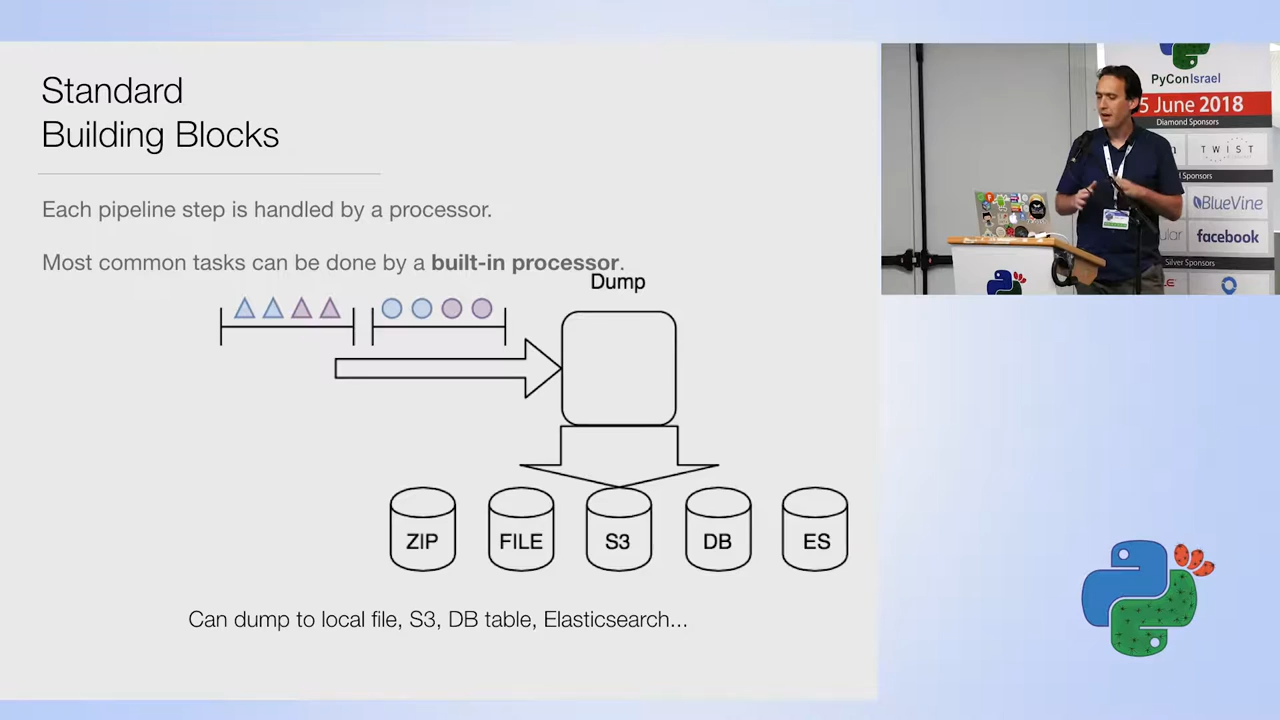 Standard
Building Blocks
Each pipeline step is handled by a processor.
Most common tasks can be done by a built-in processor.
Dump
ZIP
FILE
S3
DB
ES
Can dump to local file, S3, DB table, Elasticsearch...
PyConIsrael
5 June 2018
Diamond Sponsors
TWIST
Sponsors
BlueVine
facebook
Silver Sponsors